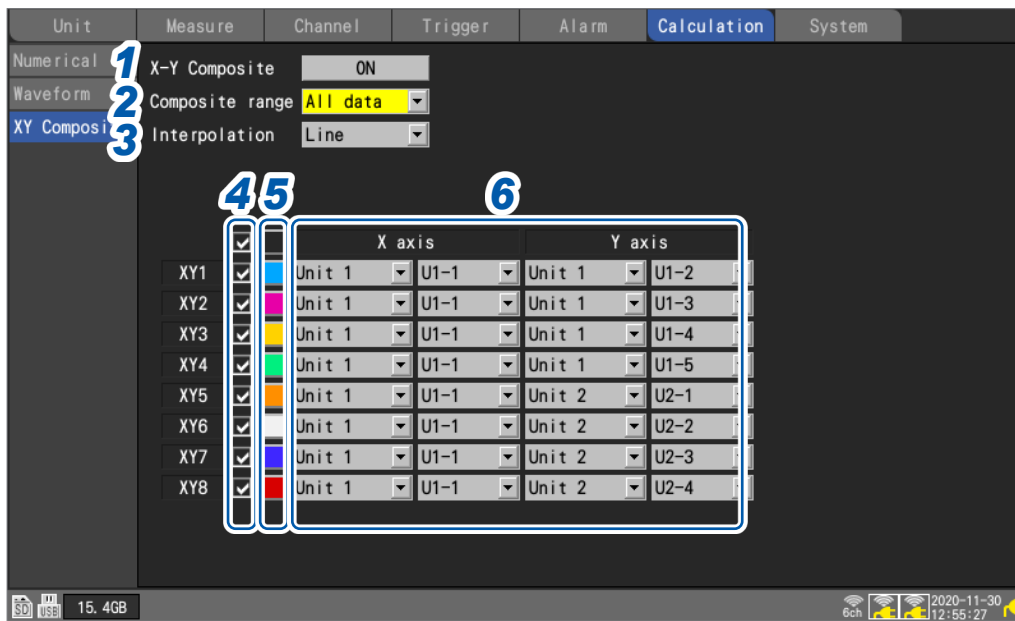 Unit Measure Channel Trigger Alarm Calculation System
Numerical 1 X-Y Composite ON
Waveform 2 Composite range All data
XY Composi 3 Interpolation Line
4 5 6
X axis Y axis
XY1 Unit 1 U1-1 Unit 1 U1-2
XY2 Unit 1 U1-1 Unit 1 U1-3
XY3 Unit 1 U1-1 Unit 1 U1-4
XY4 Unit 1 U1-1 Unit 1 U1-5
XY5 Unit 1 U1-1 Unit 2 U2-1
XY6 Unit 1 U1-1 Unit 2 U2-2
XY7 Unit 1 U1-1 Unit 2 U2-3
XY8 Unit 1 U1-1 Unit 2 U2-4
SD USB 15.4GB 6ch 2020-11-30
12:55:27